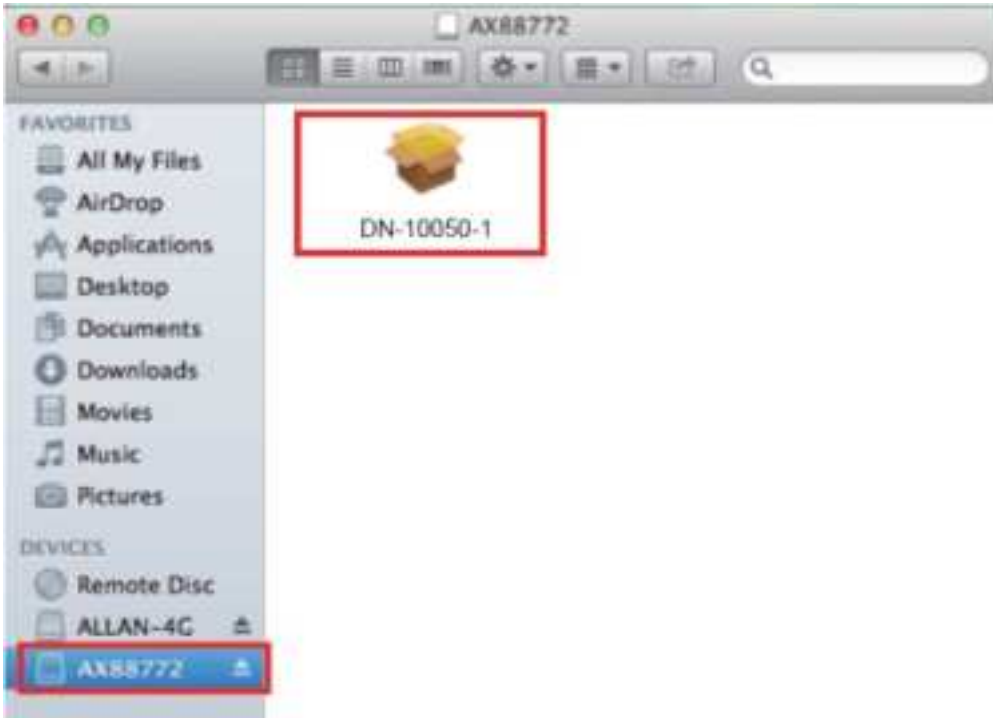 AX88772
FAVORITES
All My Files
AirDrop
Applications
Desktop
Documents
Downloads
Movies
Music
Pictures
DEVICES
Remote Disc
ALLAN-4G
AX88772
DN-10050-1